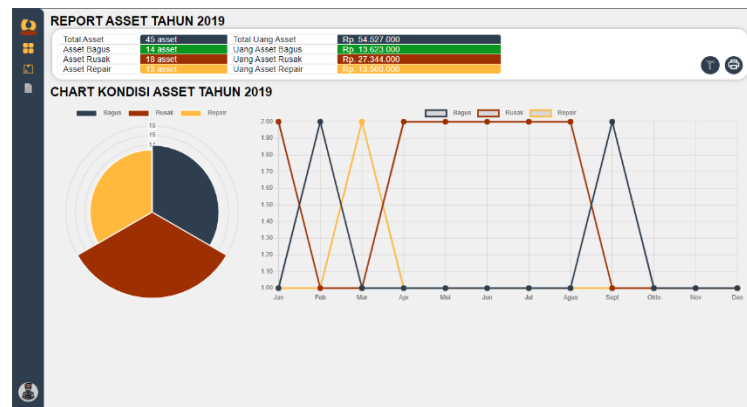 REPORT ASSET TAHUN 2019
Total Asset 45 asset Total Uang Asset Rp. 54.527.000
Asset Bagus 14 asset Uang Asset Bagus Rp. 13.623.000
Asset Rusak 18 asset Uang Asset Rusak Rp. 27.344.000
Asset Repair 13 asset Uang Asset Repair Rp. 13.560.000
T
CHART KONDISI ASSET TAHUN 2019
Bagus Rusak Repair
18
16
14
Bagus Rusak Repair
2.00
1.90
1.80
1.70
1.60
1.50
1.40
1.30
1.20
1.10
1.00
Jan Feb Mar Apr Mei Jun Jul Agus Sept Okto Nov Des